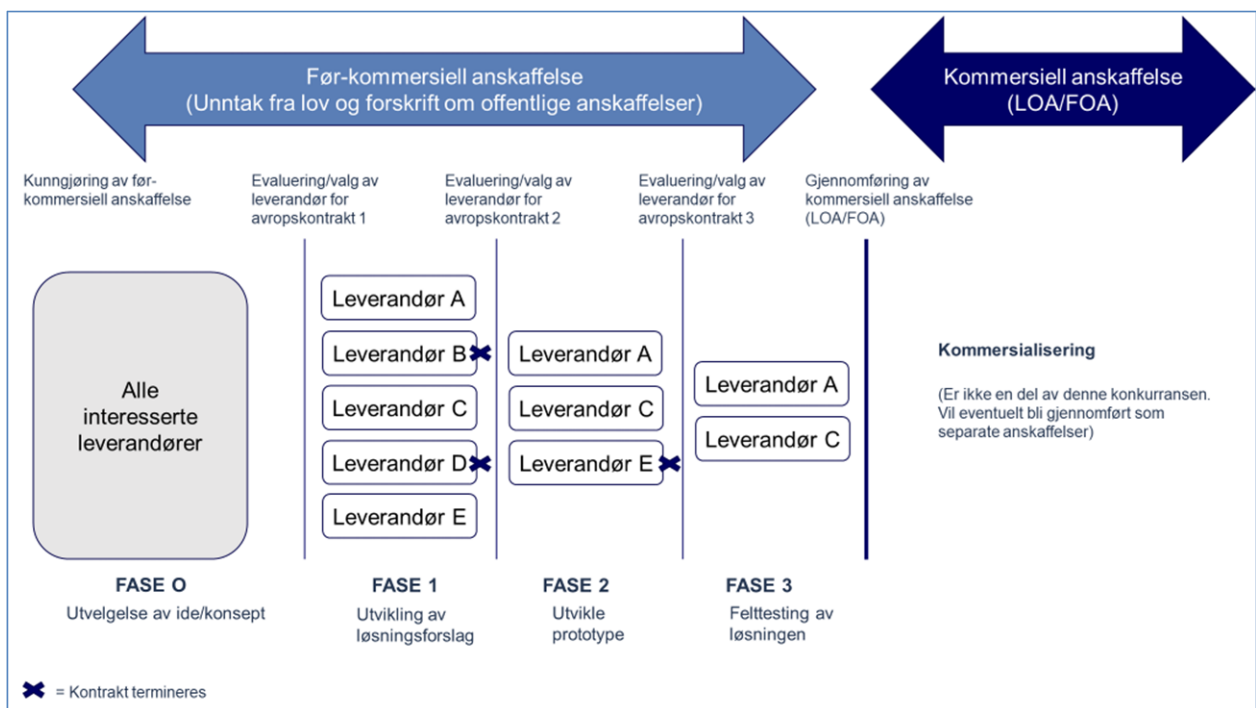 Før-kommersiell anskaffelse
(Unntak fra lov og forskrift om offentlige anskaffelser)
Kommersiell anskaffelse
(LOA/FOA)
Kunngjøring av før-
kommersiell anskaffelse
Evaluering/valg av
leverandør for
avropskontrakt 1
Evaluering/valg av
leverandør for
avropskontrakt 2
Evaluering/valg av
leverandør for
avropskontrakt 3
Gjennomføring av
kommersiell anskaffelse
(LOA/FOA)
Alle
interesserte
leverandører
Leverandør A
Leverandør B
Leverandør C
Leverandør D
Leverandør E
Leverandør A
Leverandør C
Leverandør E
Leverandør A
Leverandør C
Kommersialisering
(Er ikke en del av denne konkurransen.
Vil eventuelt bli gjennomført som
separate anskaffelser)
FASE O
Utvelgelse av ide/konsept
FASE 1
Utvikling av
løsningsforslag
FASE 2
Utvikle
prototype
FASE 3
Felttesting av
løsningen
= Kontrakt termineres